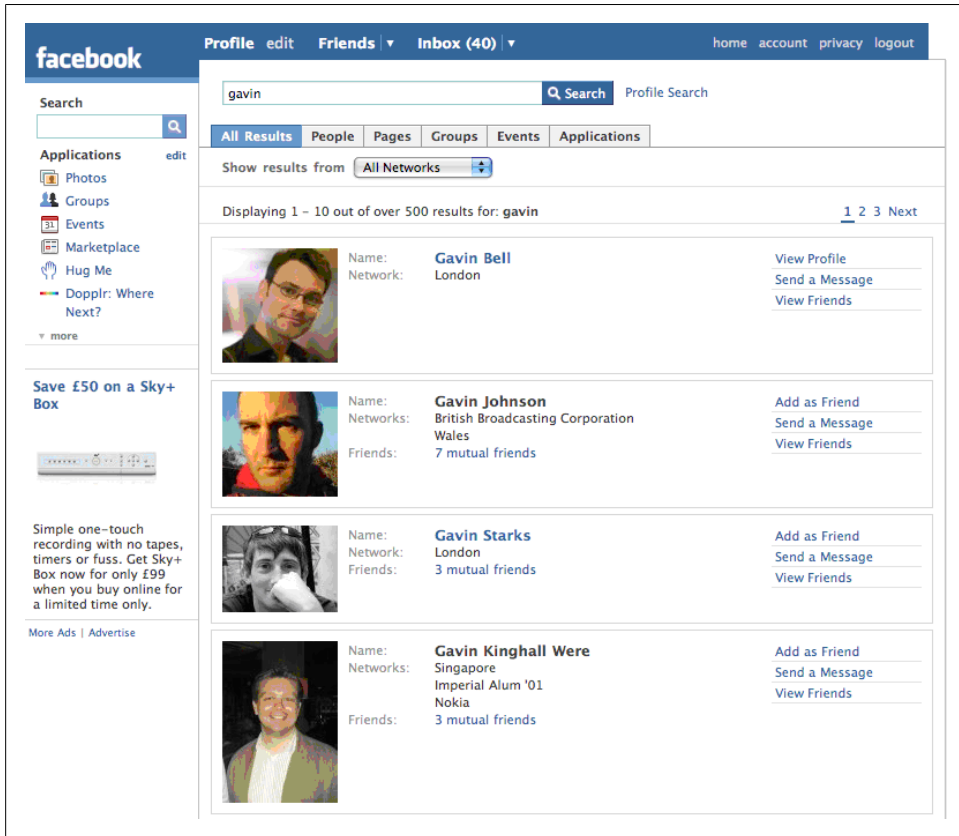 facebook
Profile edit Friends ▼ Inbox (40) ▼ home account privacy logout
Search
Applications edit
Photos
Groups
31 Events
Marketplace
Hug Me
Dopplr: Where
Next?
▼ more
Save £50 on a Sky+
Box
Simple one-touch
recording with no tapes,
timers or fuss. Get Sky+
Box now for only £99
when you buy online for
a limited time only.
More Ads | Advertise
gavin Search Profile Search
All Results People Pages Groups Events Applications
Show results from All Networks
Displaying 1 – 10 out of over 500 results for: gavin 1 2 3 Next
Name: Gavin Bell View Profile
Network: London Send a Message
View Friends
Name: Gavin Johnson Add as Friend
Networks: British Broadcasting Corporation Send a Message
Wales View Friends
Friends: 7 mutual friends
Name: Gavin Starks Add as Friend
Network: London Send a Message
Friends: 3 mutual friends View Friends
Name: Gavin Kinghall Were Add as Friend
Networks: Singapore Send a Message
Imperial Alum '01 View Friends
Nokia
Friends: 3 mutual friends